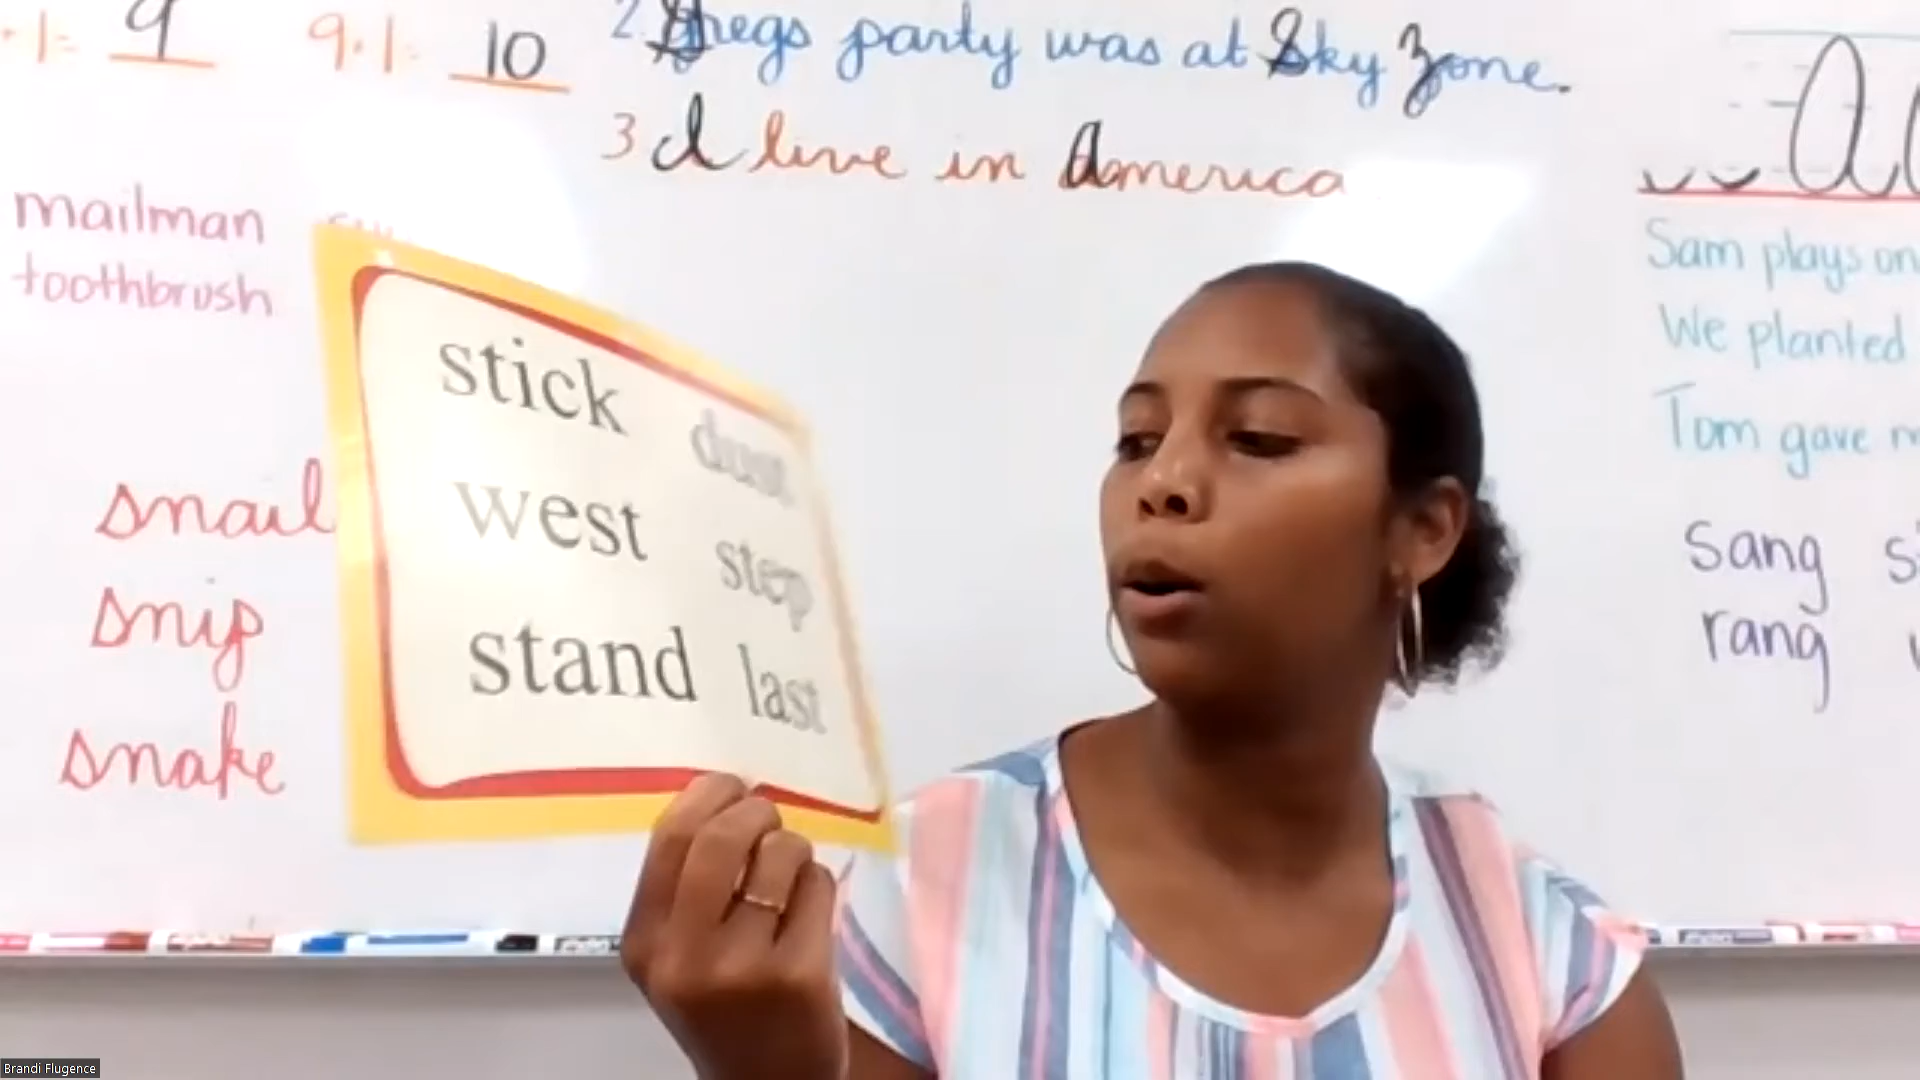 9
9+1= 10
2. Gregs party was at Sky Zone.
3 I live in America
mailman
toothbrush
snail
snip
snake
stick dust
west step
stand last
Sam plays on
We planted
Tom gave
sang
rang
Brandi Flugence